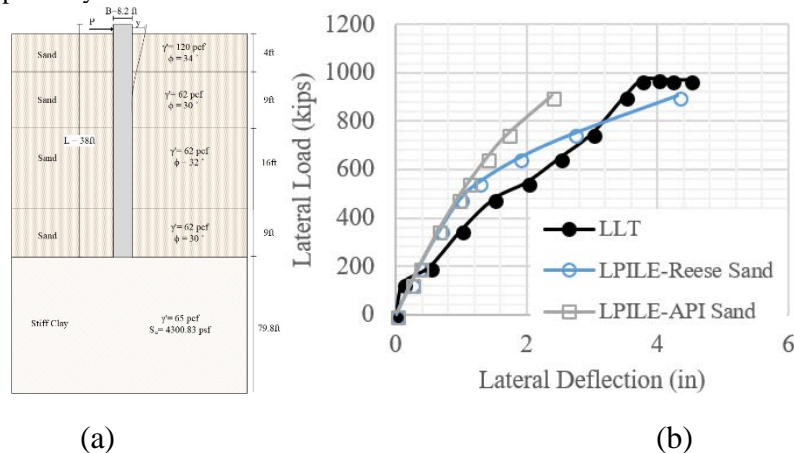 B=8.2 ft
P
y
Sand
γ'= 120 pcf
ϕ = 34 °
4ft
Sand
γ'= 62 pcf
ϕ = 30 °
9ft
L = 38ft
Sand
γ'= 62 pcf
ϕ = 32 °
16ft
Sand
γ'= 62 pcf
ϕ = 30 °
9ft
Stiff Clay
γ'= 65 pcf
Su= 4300.83 psf
79.8ft
(a)
b)
Lateral Load (kips)
1200
1000
800
600
400
200
0
0
2
4
6
Lateral Deflection (in)
LLT
LPILE-Reese Sand
LPILE-API Sand
(b)